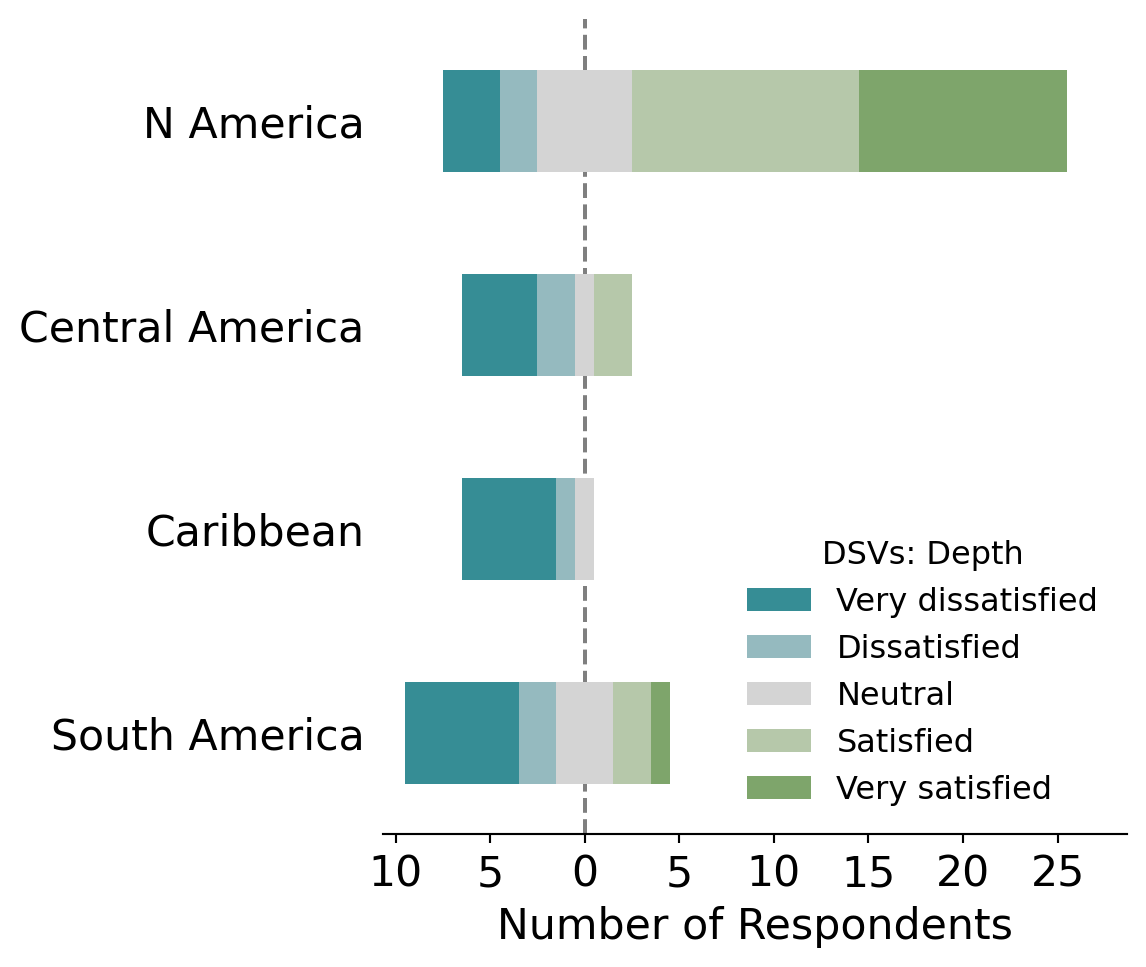 N America
Central America
Caribbean
South America
DSVs: Depth
Very dissatisfied
Dissatisfied
Neutral
Satisfied
Very satisfied
10 5 0 5 10 15 20 25
Number of Respondents